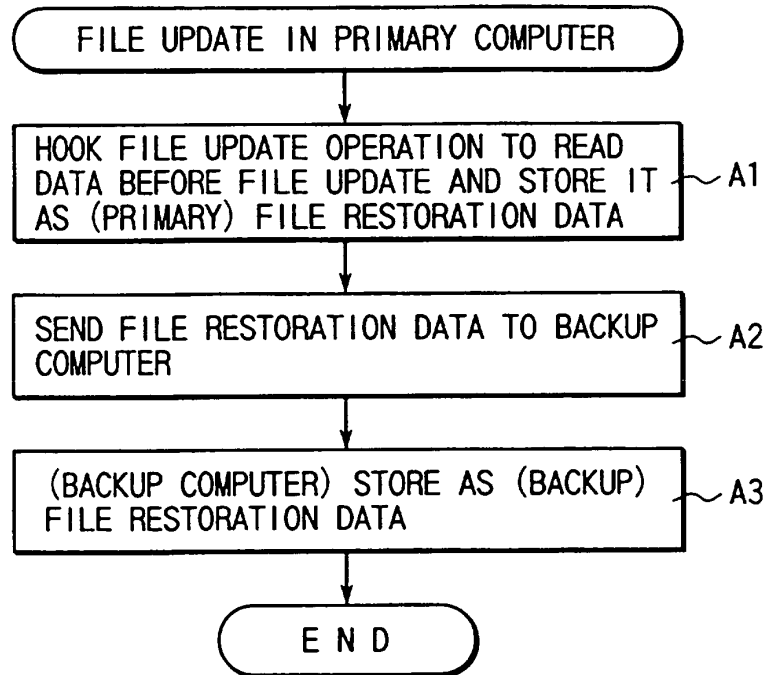 FILE UPDATE IN PRIMARY COMPUTER
HOOK FILE UPDATE OPERATION TO READ
DATA BEFORE FILE UPDATE AND STORE IT
AS (PRIMARY) FILE RESTORATION DATA
A1
SEND FILE RESTORATION DATA TO BACKUP
COMPUTER
A2
(BACKUP COMPUTER) STORE AS (BACKUP)
FILE RESTORATION DATA
A3
END